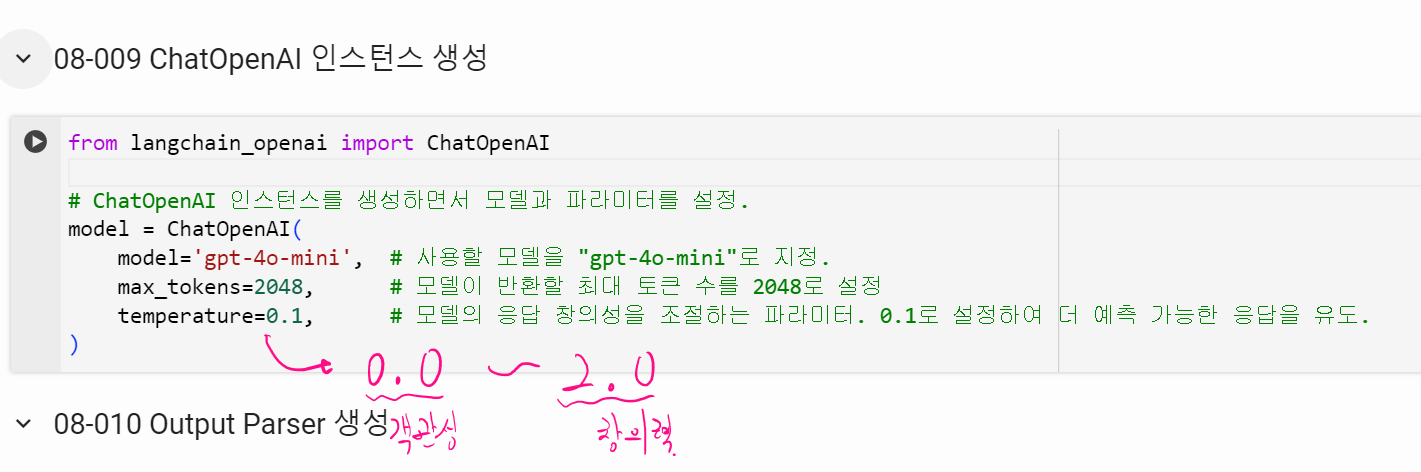 08-009 ChatOpenAI 인스턴스 생성
from langchain_openai import ChatOpenAI
# ChatOpenAI 인스턴스를 생성하면서 모델과 파라미터를 설정.
model = ChatOpenAI(
    model='gpt-4o-mini',  # 사용할 모델을 "gpt-4o-mini"로 지정.
    max_tokens=2048,      # 모델이 반환할 최대 토큰 수를 2048로 설정
    temperature=0.1,      # 모델의 응답 창의성을 조절하는 파라미터. 0.1로 설정하여 더 예측 가능한 응답을 유도.
)
0.0 ~ 2.0
08-010 Output Parser 생성
객관성 창의력